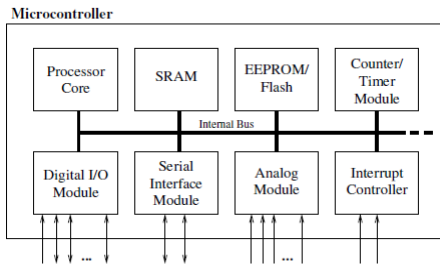 Microcontroller
Processor
Core
SRAM
EEPROM/
Flash
Counter/
Timer
Module
Internal Bus
Digital I/O
Module
Serial
Interface
Module
Analog
Module
Interrupt
Controller
...
...